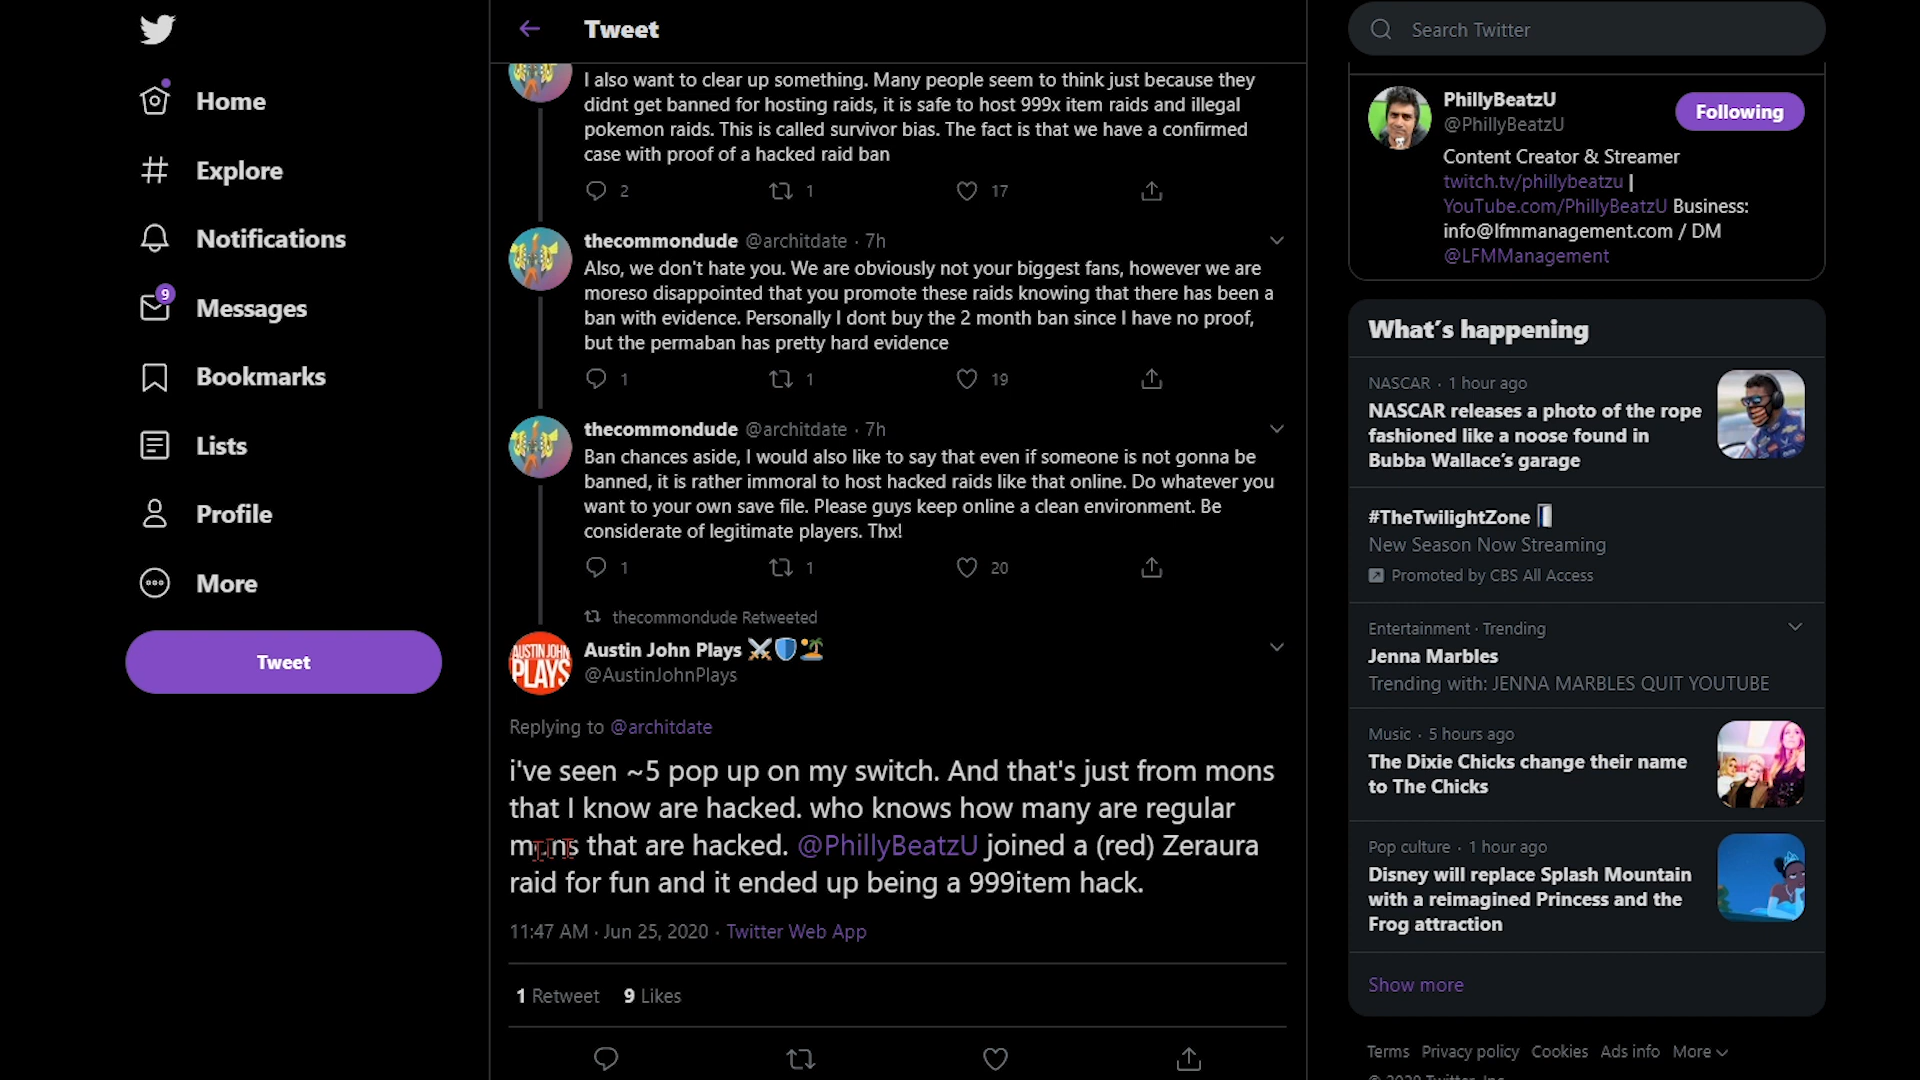 Home
Explore
Notifications
9
Messages
Bookmarks
Lists
Profile
More
Tweet
Tweet
I also want to clear up something. Many people seem to think just because they
didnt get banned for hosting raids, it is safe to host 999x item raids and illegal
pokemon raids. This is called survivor bias. The fact is that we have a confirmed
case with proof of a hacked raid ban
2 1 17
thecommondude @architdate · 7h
Also, we don't hate you. We are obviously not your biggest fans, however we are
moreso disappointed that you promote these raids knowing that there has been a
ban with evidence. Personally I dont buy the 2 month ban since I have no proof,
but the permaban has pretty hard evidence
1 1 19
thecommondude @architdate · 7h
Ban chances aside, I would also like to say that even if someone is not gonna be
banned, it is rather immoral to host hacked raids like that online. Do whatever you
want to your own save file. Please guys keep online a clean environment. Be
considerate of legitimate players. Thx!
1 1 20
thecommondude Retweeted
AUSTIN JOHN
PLAYS
Austin John Plays ⚔️🛡️🏝️
@AustinJohnPlays
Replying to @architdate
i've seen ~5 pop up on my switch. And that's just from mons
that I know are hacked. who knows how many are regular
mons that are hacked. @PhillyBeatzU joined a (red) Zeraura
raid for fun and it ended up being a 999item hack.
11:47 AM · Jun 25, 2020 · Twitter Web App
1 Retweet 9 Likes
Search Twitter
PhillyBeatzU
@PhillyBeatzU
Following
Content Creator & Streamer
twitch.tv/phillybeatzu |
YouTube.com/PhillyBeatzU Business:
info@lfmmanagement.com / DM
@LFMManagement
What's happening
NASCAR · 1 hour ago
NASCAR releases a photo of the rope
fashioned like a noose found in
Bubba Wallace's garage
#TheTwilightZone
New Season Now Streaming
Promoted by CBS All Access
Entertainment · Trending
Jenna Marbles
Trending with: JENNA MARBLES QUIT YOUTUBE
Music · 5 hours ago
The Dixie Chicks change their name
to The Chicks
Pop culture · 1 hour ago
Disney will replace Splash Mountain
with a reimagined Princess and the
Frog attraction
Show more
Terms Privacy policy Cookies Ads info More
© 2020 Twitter, Inc.